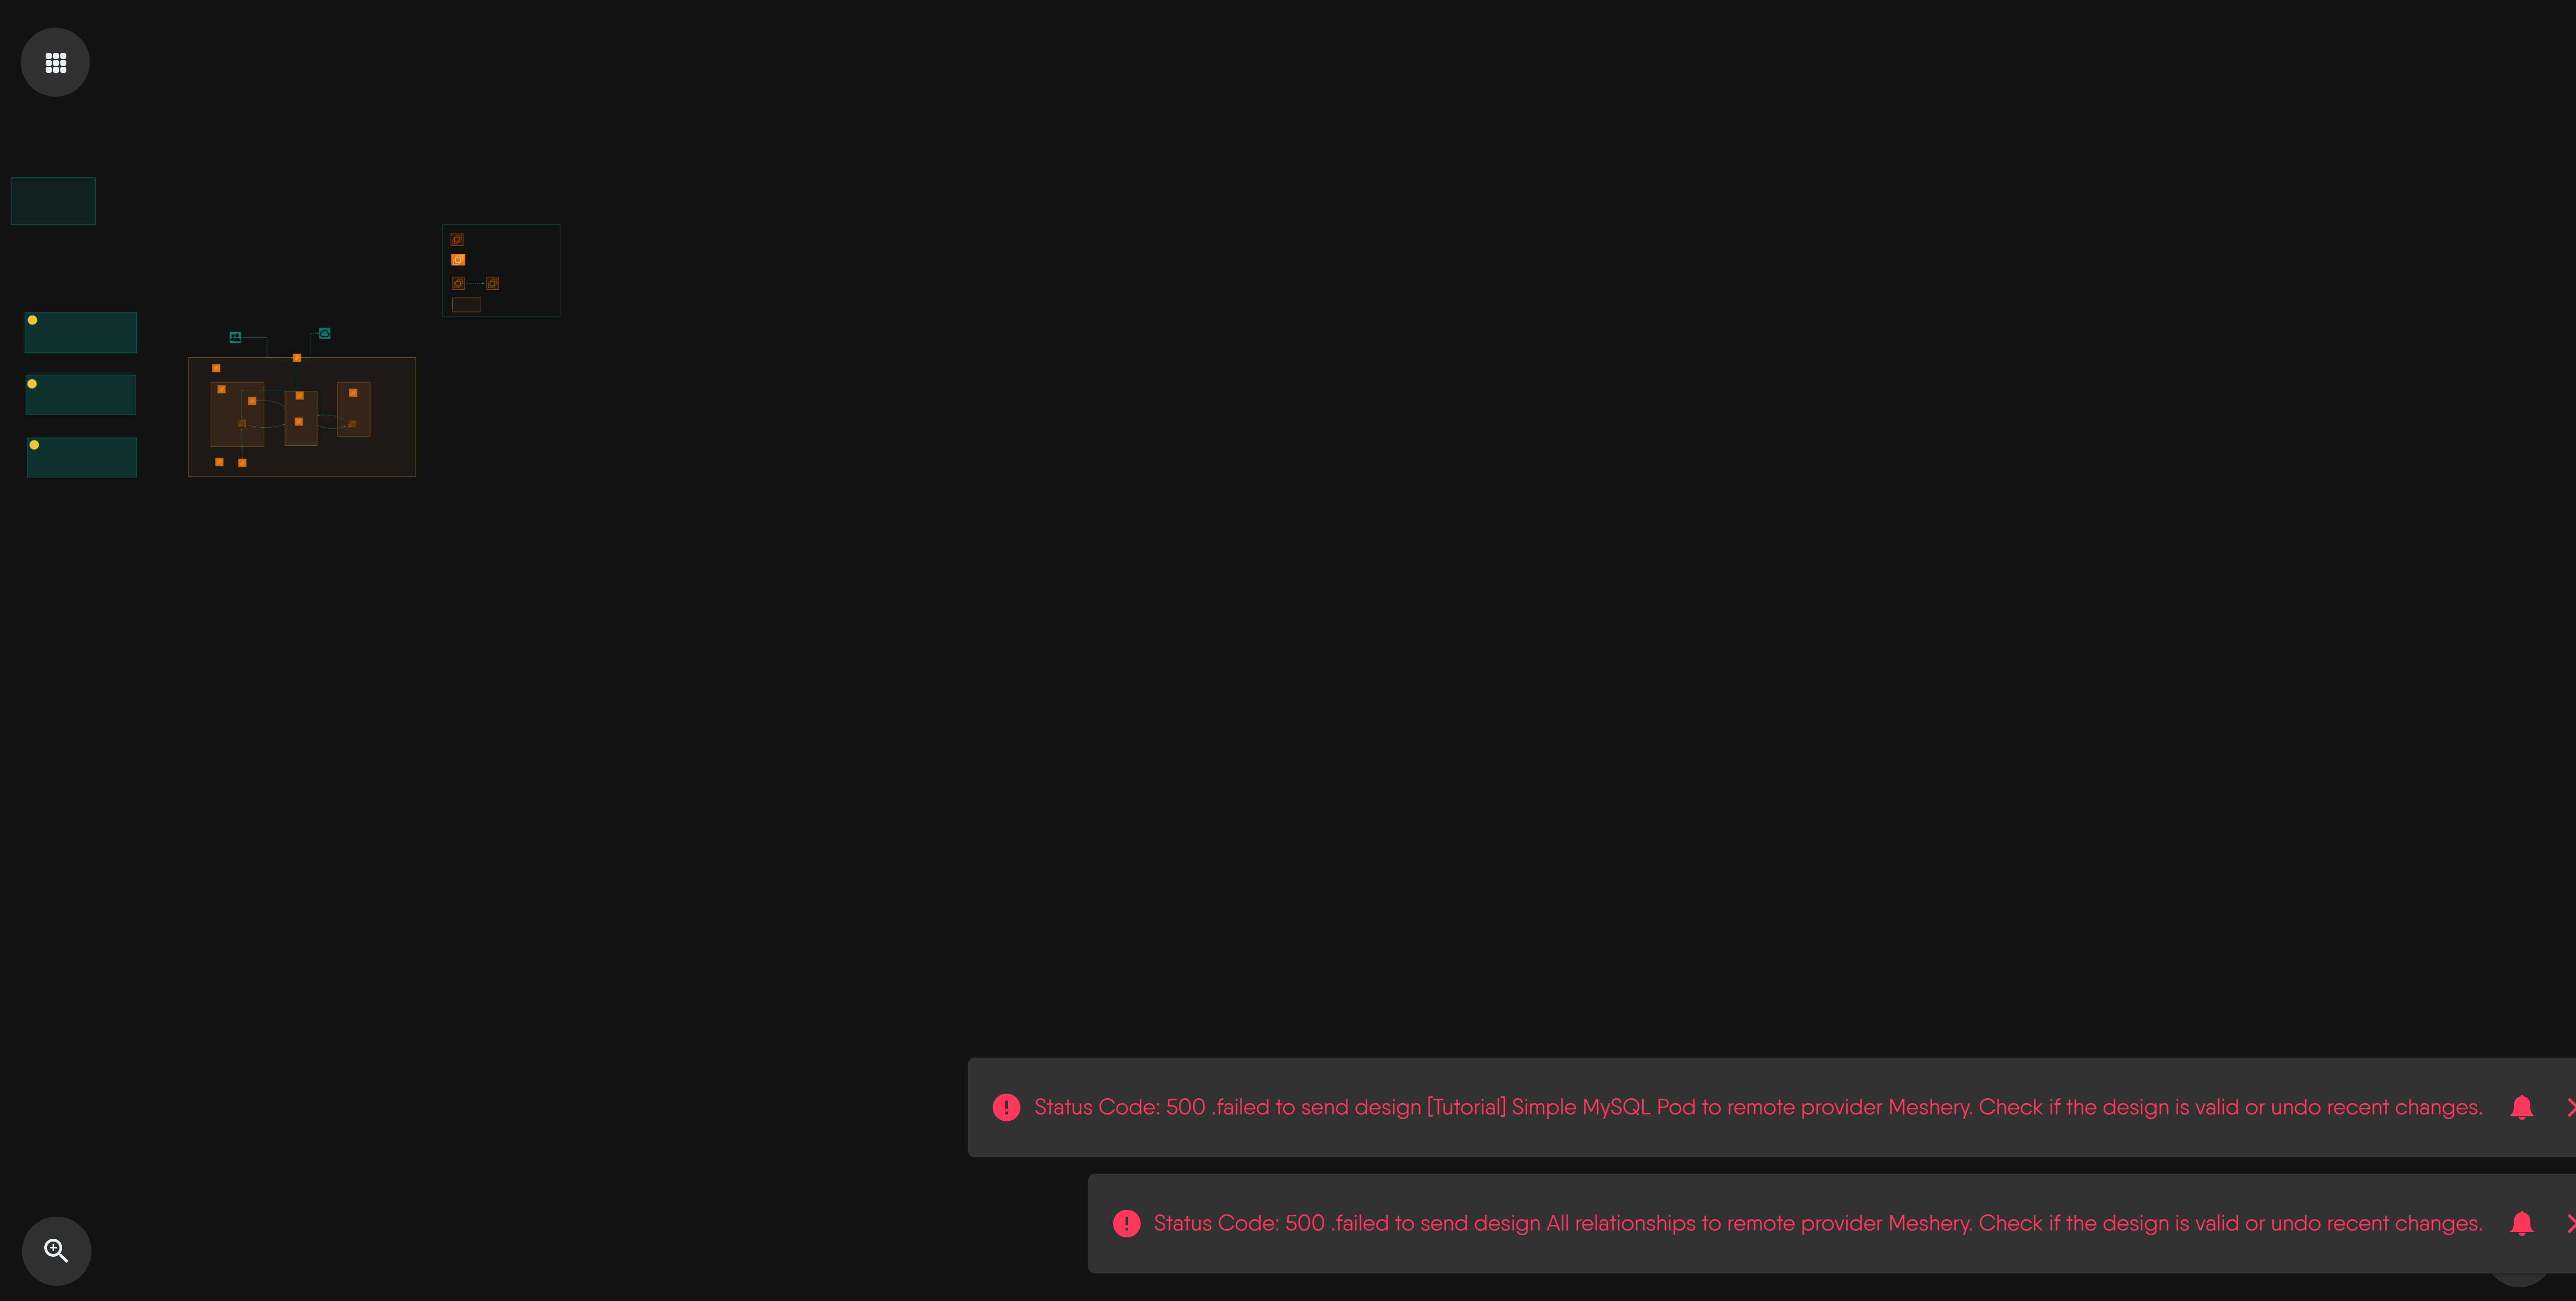 Status Code: 500 .failed to send design [Tutorial] Simple MySQL Pod to remote provider Meshery. Check if the design is valid or undo recent changes.
Status Code: 500 .failed to send design All relationships to remote provider Meshery. Check if the design is valid or undo recent changes.